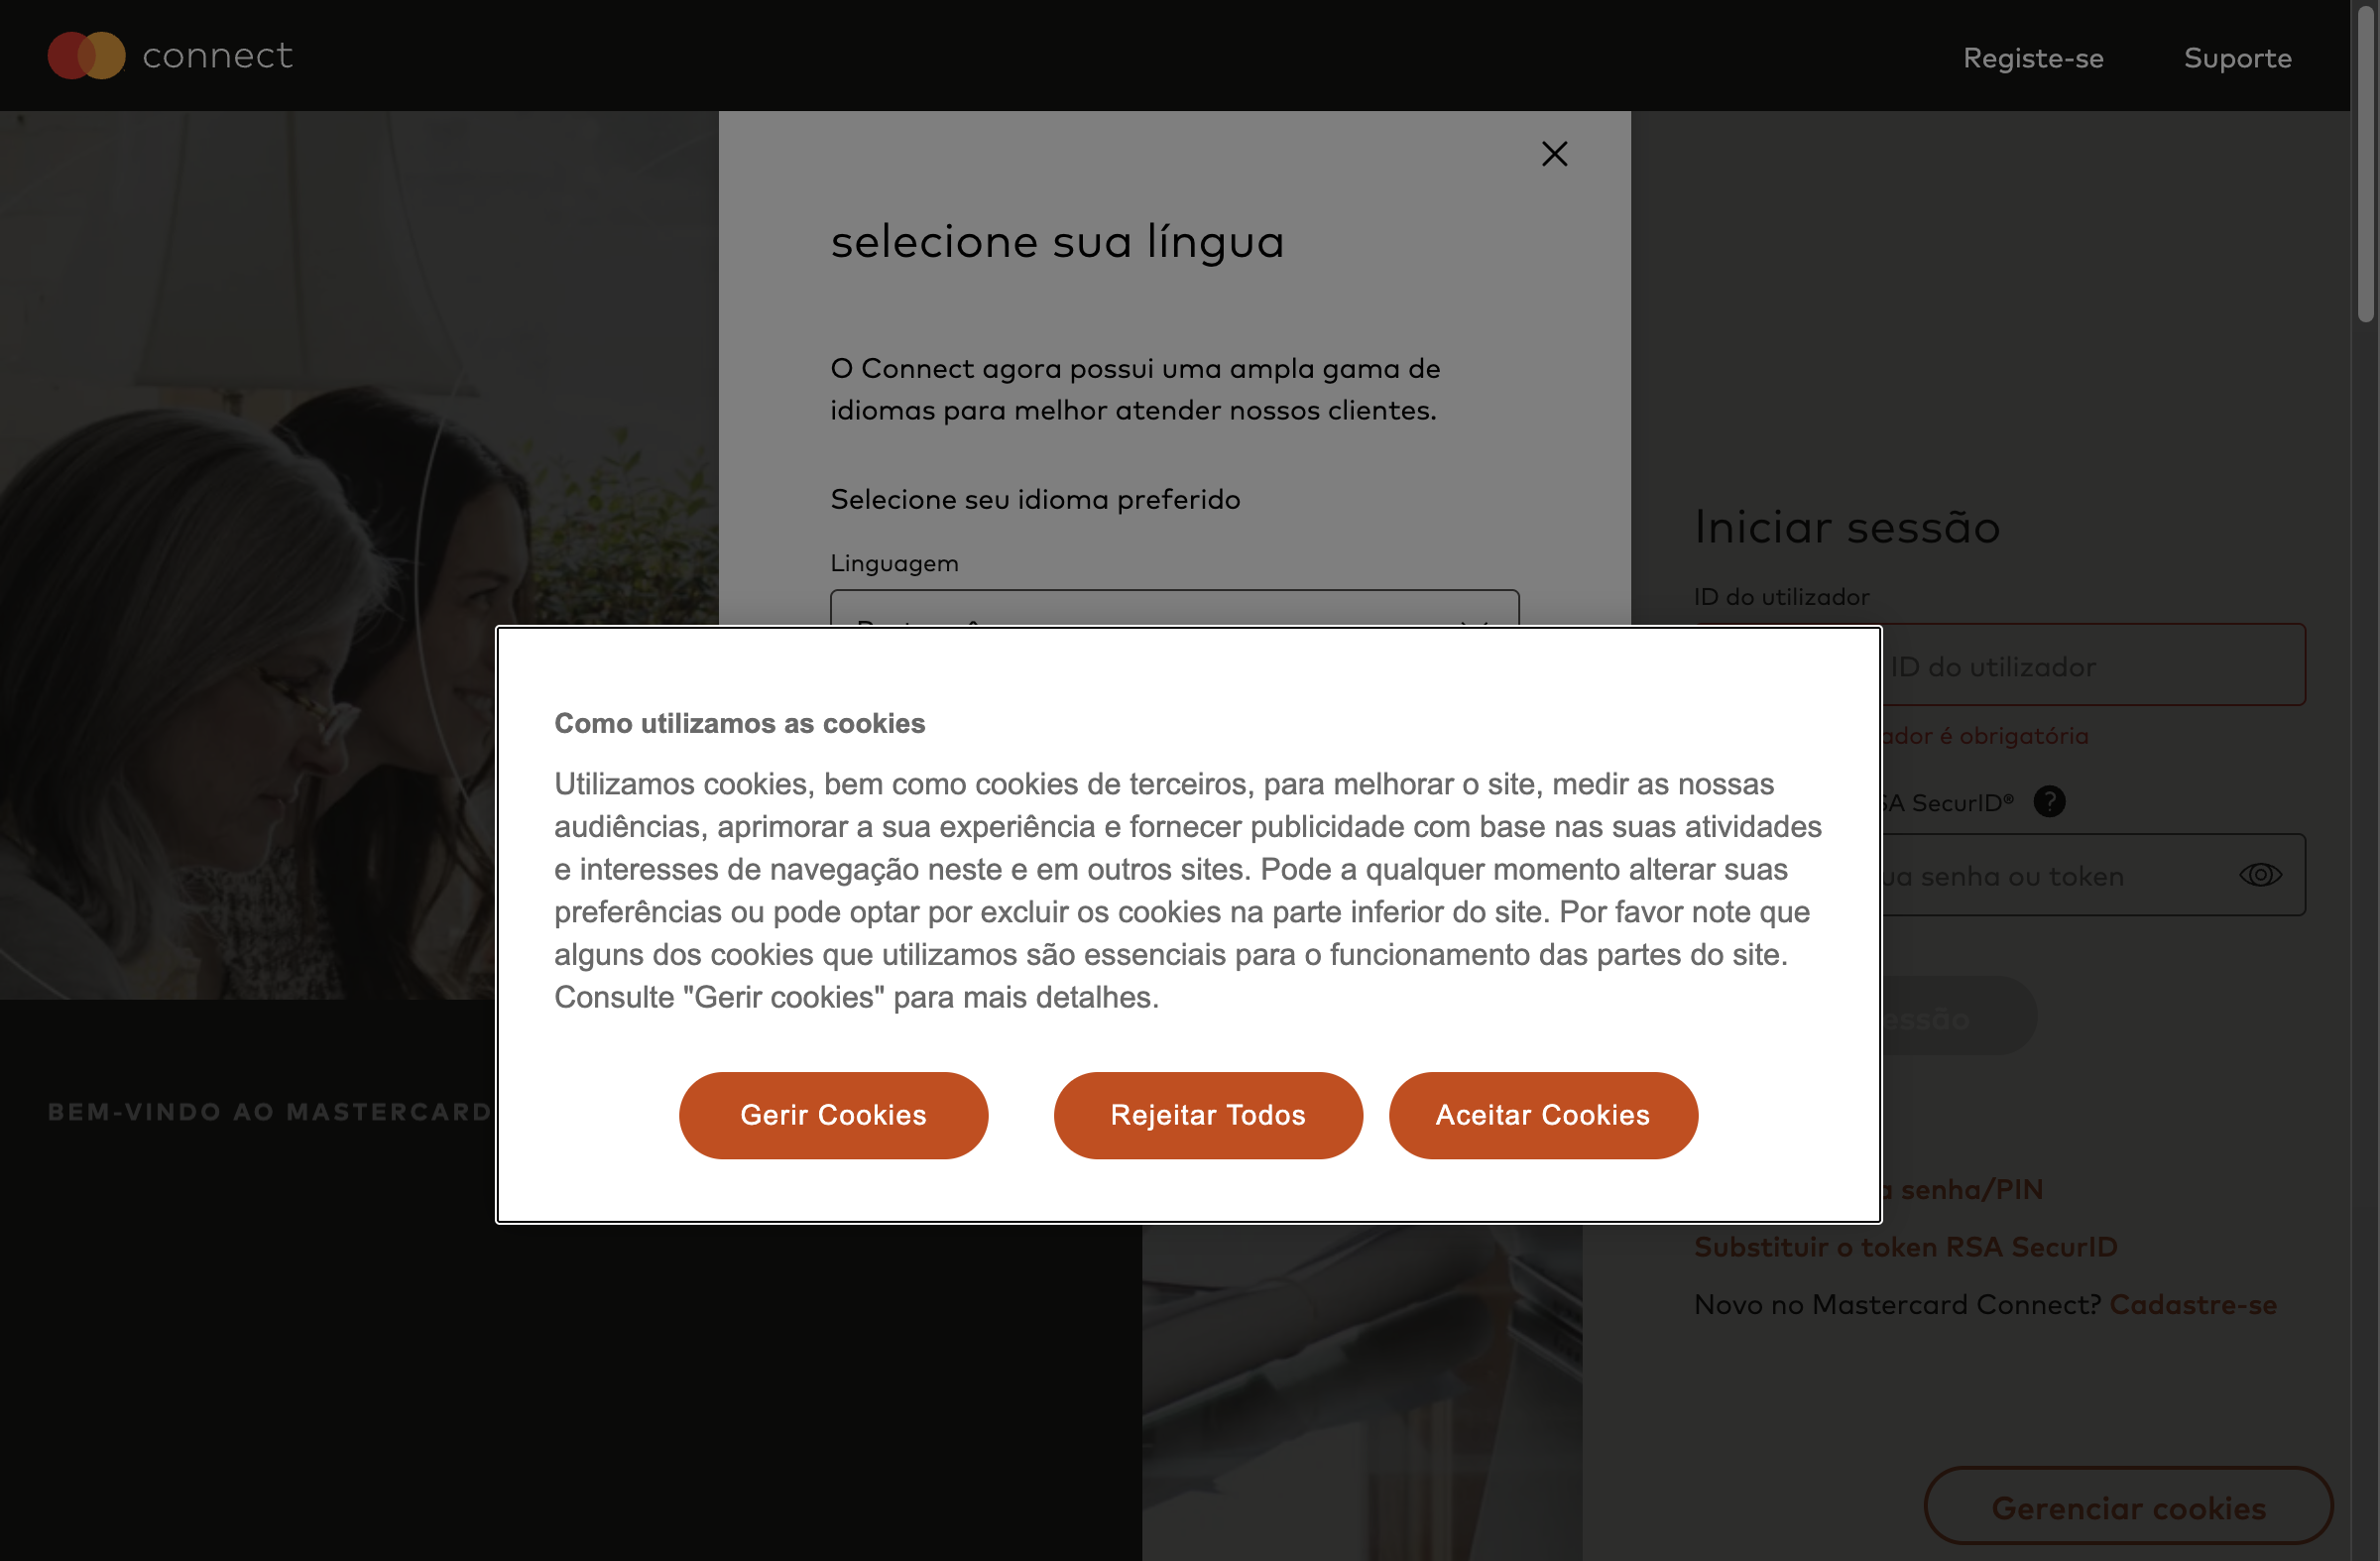 connect
Registe-se
Suporte
selecione sua língua
O Connect agora possui uma ampla gama de
idiomas para melhor atender nossos clientes.
Selecione seu idioma preferido
Linguagem
Iniciar sessão
ID do utilizador
ID do utilizador
é obrigatória
SecurID®
?
senha ou token
Como utilizamos as cookies
Utilizamos cookies, bem como cookies de terceiros, para melhorar o site, medir as nossas
audiências, aprimorar a sua experiência e fornecer publicidade com base nas suas atividades
e interesses de navegação neste e em outros sites. Pode a qualquer momento alterar suas
preferências ou pode optar por excluir os cookies na parte inferior do site. Por favor note que
alguns dos cookies que utilizamos são essenciais para o funcionamento das partes do site.
Consulte "Gerir cookies" para mais detalhes.
Gerir Cookies
Rejeitar Todos
Aceitar Cookies
BEM-VINDO AO MASTERCARD
senha/PIN
Substituir o token RSA SecurID
Novo no Mastercard Connect? Cadastre-se
Gerenciar cookies